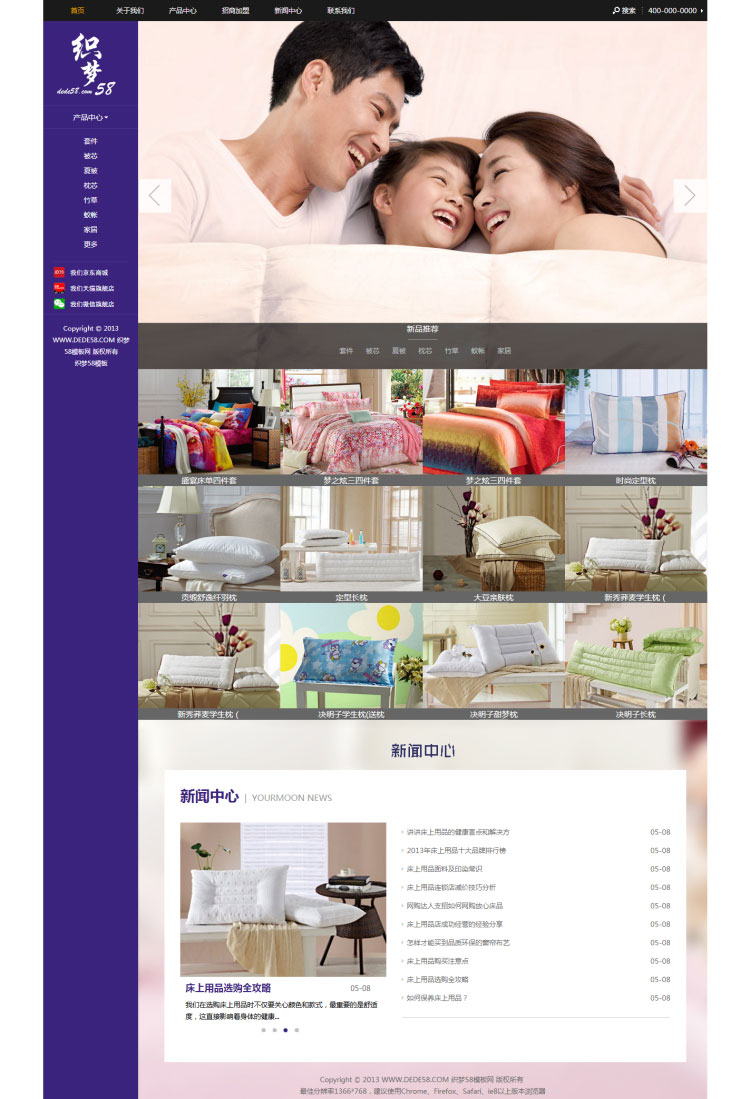 首页 关于我们 产品中心 招商加盟 新闻中心 联系我们 搜索 400-000-0000
织梦58
dede58.com
产品中心
套件
被芯
夏被
枕芯
竹草
蚊帐
家居
更多
我们京东商城
我们天猫旗舰店
我们微信旗舰店
Copyright © 2013
WWW.DEDE58.COM 织梦
58模板网 版权所有
织梦58模板
新品推荐
套件 被芯 夏被 枕芯 竹草 蚊帐 家居
盛宴床单四件套 梦之炫三四件套 梦之炫三四件套 时尚定型枕
贡缎舒逸纤羽枕 定型长枕 大豆亲肤枕 新秀荞麦学生枕 (
新秀荞麦学生枕 ( 决明子学生枕(送枕 决明子甜梦枕 决明子长枕
新闻中心
新闻中心 | YOURMOON NEWS
讲讲床上用品的健康盲点和解决方 05-08
2013年床上用品十大品牌排行榜 05-08
床上用品面料及印染常识 05-08
床上用品连锁店减价技巧分析 05-08
网购达人支招如何网购放心床品 05-08
床上用品店成功经营的经验分享 05-08
怎样才能买到品质环保的窗帘布艺 05-08
床上用品购买注意点 05-08
床上用品选购全攻略 05-08
如何保养床上用品？ 05-08
床上用品选购全攻略 05-08
我们在选购床上用品时不仅要关心颜色和款式，最重要的是舒适
度，这直接影响着身体的健康...
Copyright © 2013 WWW.DEDE58.COM 织梦58模板网 版权所有
最佳分辨率1366*768，建议使用Chrome、Firefox、Safari、ie8以上版本浏览器